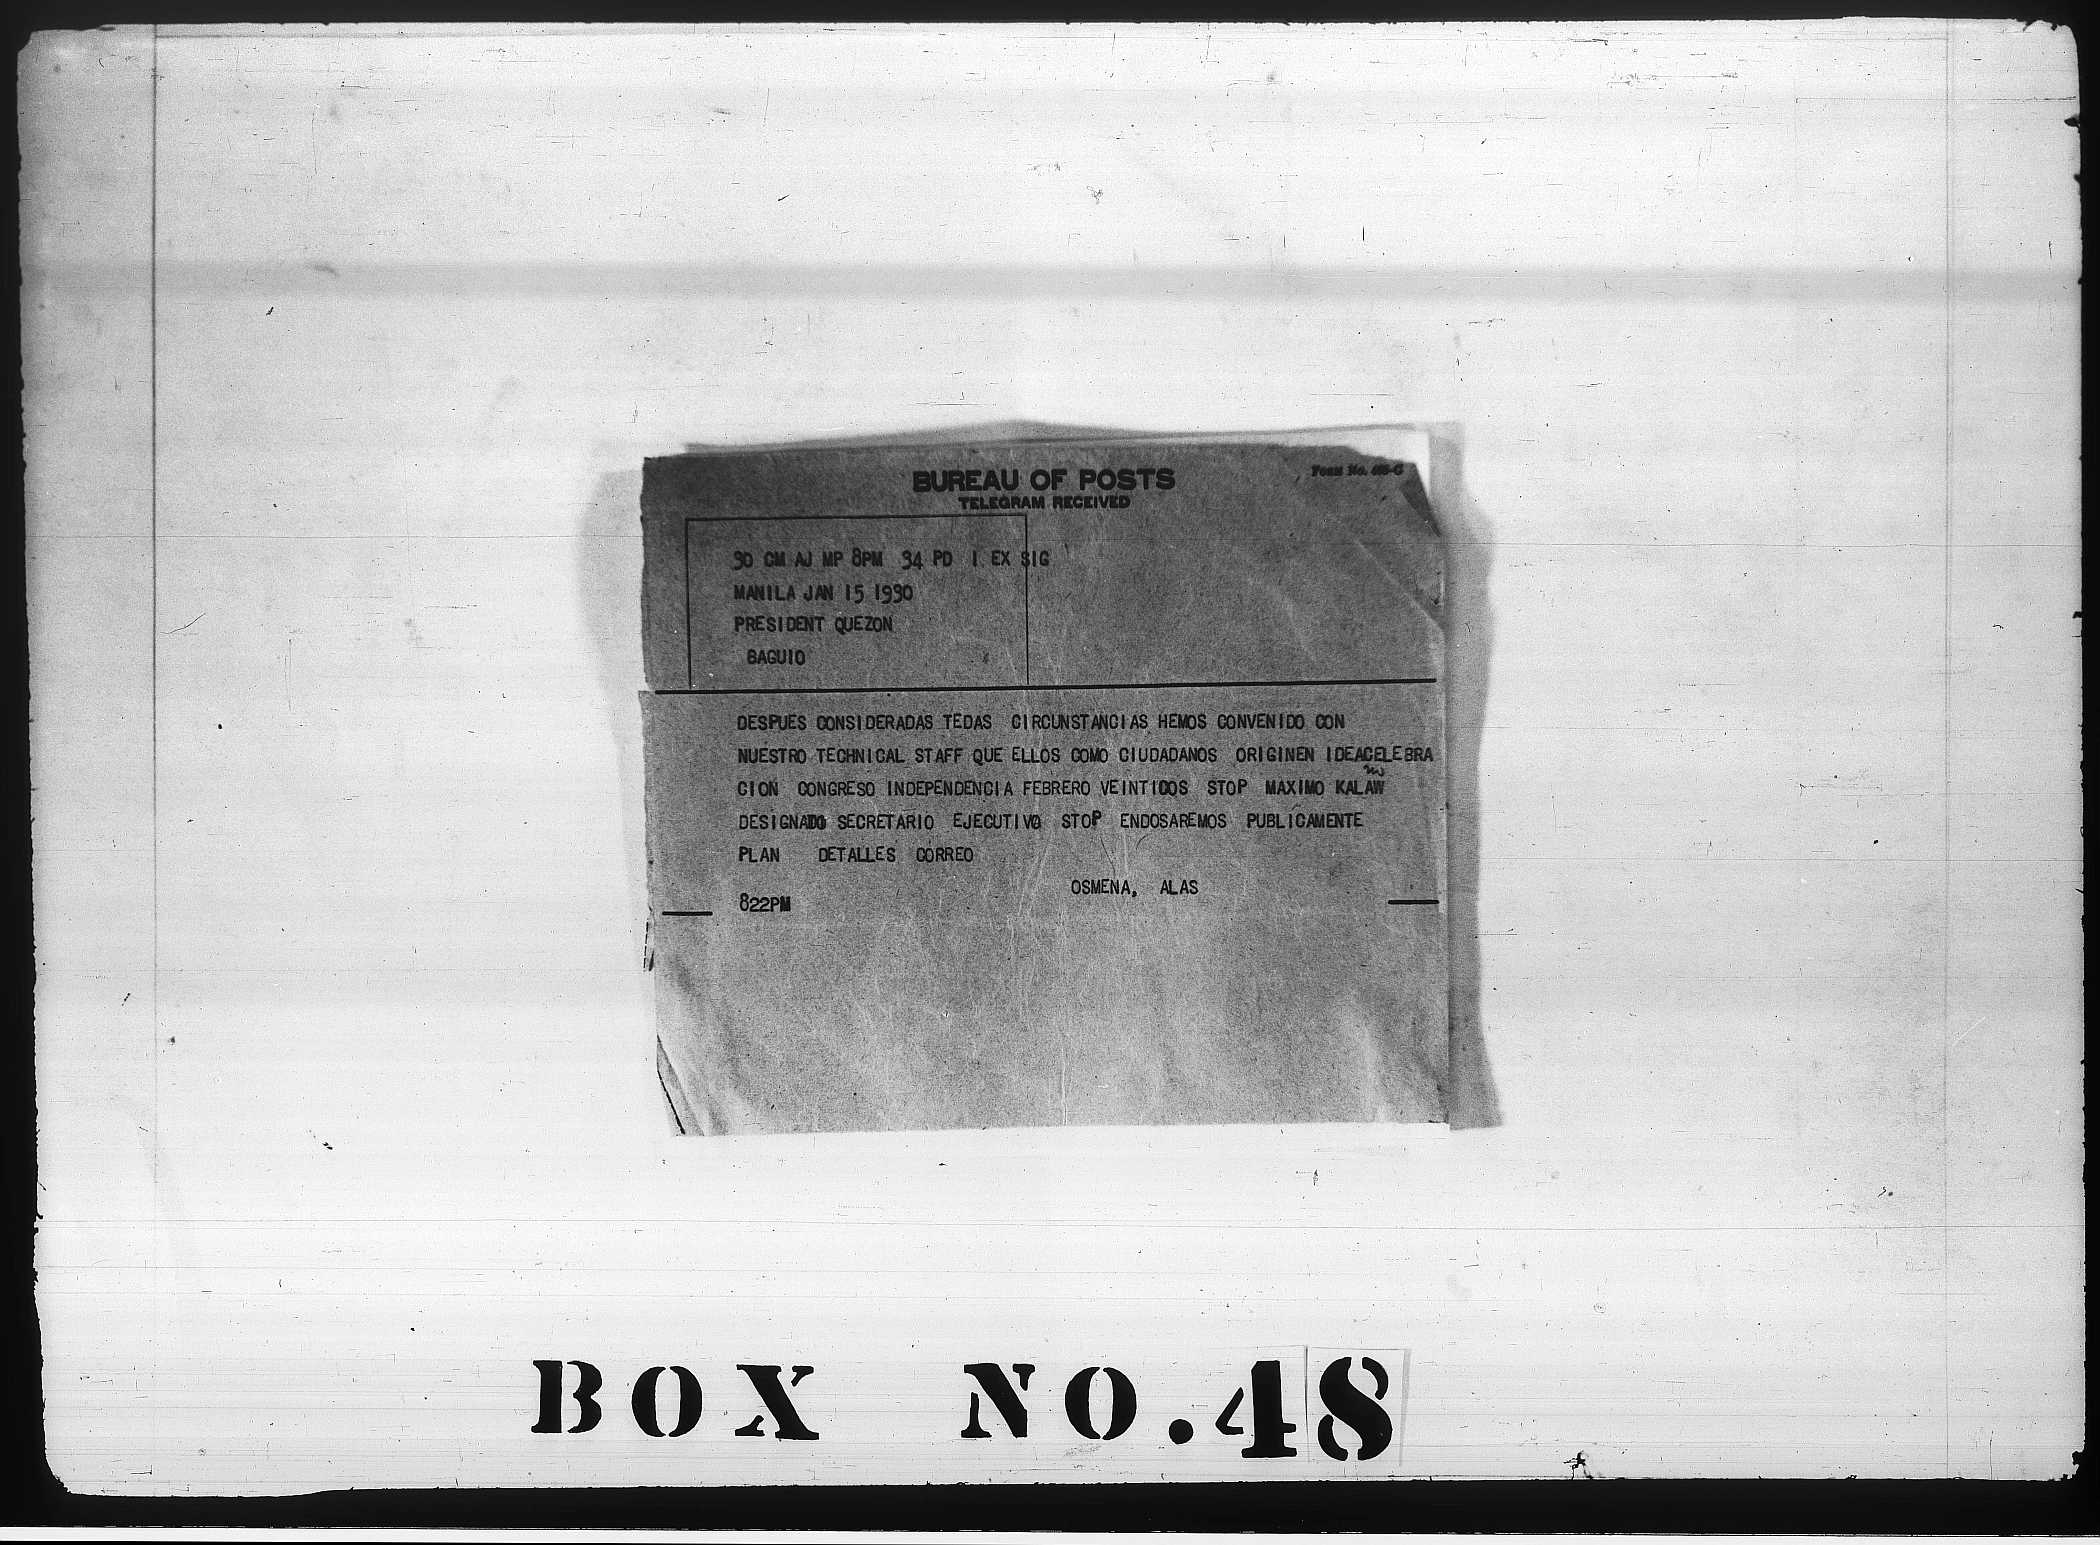 BUREAU OF POSTS
TELEGRAM RECEIVED
Form No.
30 CM AJ MP 8PM 34 PD 1 EX SIG
MANILA JAN 15 1930
PRESIDENT QUEZON
BAGUIO
DESPUES CONSIDERADAS TEDAS CIRCUNSTANCIAS HEMOS CONVENIDO CON
NUESTRO TECHNICAL STAFF QUE ELLOS COMO CIUDADANOS ORIGINEN IDEACELEBRA
CION CONGRESO INDEPENDENCIA FEBRERO VEINTIDOS STOP MAXIMO KALAW
DESIGNADO SECRETARIO EJECUTIVO STOP ENDOSAREMOS PUBLICAMENTE
PLAN DETALLES CORREO
OSMENA, ALAS
822PM
BOX NO.48